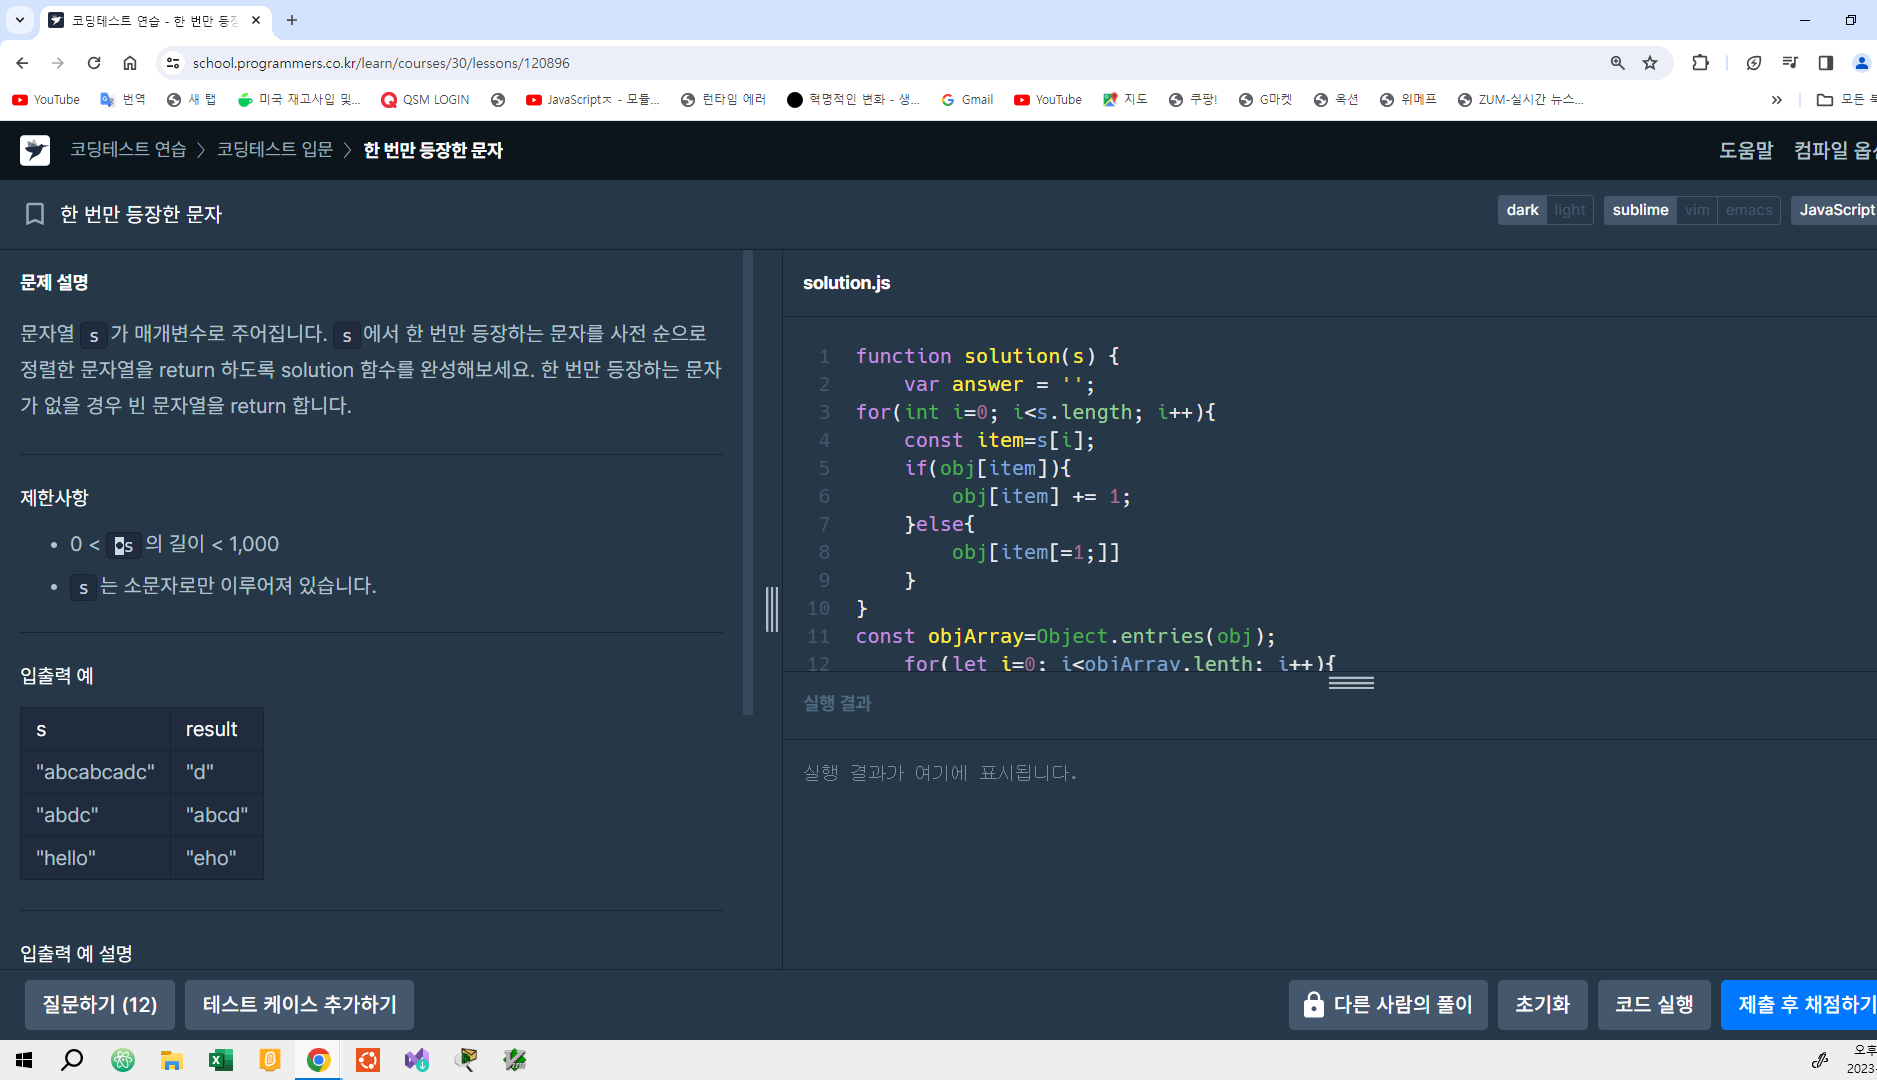 코딩테스트 연습 - 한 번만 등장
school.programmers.co.kr/learn/courses/30/lessons/120896
YouTube 번역 새 탭 미국 재고사입 및... QSM LOGIN JavaScriptㅈ - 모듈... 런타임 에러 혁명적인 변화 - 생... Gmail YouTube 지도 쿠팡! G마켓 옥션 위메프 ZUM-실시간 뉴스... » 모든
코딩테스트 연습 > 코딩테스트 입문 > 한 번만 등장한 문자
도움말 컴파일
한 번만 등장한 문자
dark light sublime vim emacs JavaScript
문제 설명
문자열 s 가 매개변수로 주어집니다. s 에서 한 번만 등장하는 문자를 사전 순으로
정렬한 문자열을 return 하도록 solution 함수를 완성해보세요. 한 번만 등장하는 문자
가 없을 경우 빈 문자열을 return 합니다.
제한사항
• 0 < s 의 길이 < 1,000
• s 는 소문자로만 이루어져 있습니다.
입출력 예
s result
"abcabcadc" "d"
"abdc" "abcd"
"hello" "eho"
입출력 예 설명
solution.js
1 function solution(s) {
2 var answer = '';
3 for(int i=0; i<s.length; i++){
4 const item=s[i];
5 if(obj[item]){
6 obj[item] += 1;
7 }else{
8 obj[item[=1;]]
9 }
10 }
11 const objArray=Object.entries(obj);
12 for(let i=0; i<objArray.lenth; i++){
실행 결과
실행 결과가 여기에 표시됩니다.
질문하기 (12) 테스트 케이스 추가하기 다른 사람의 풀이 초기화 코드 실행 제출 후 채점하기
오후
2023-